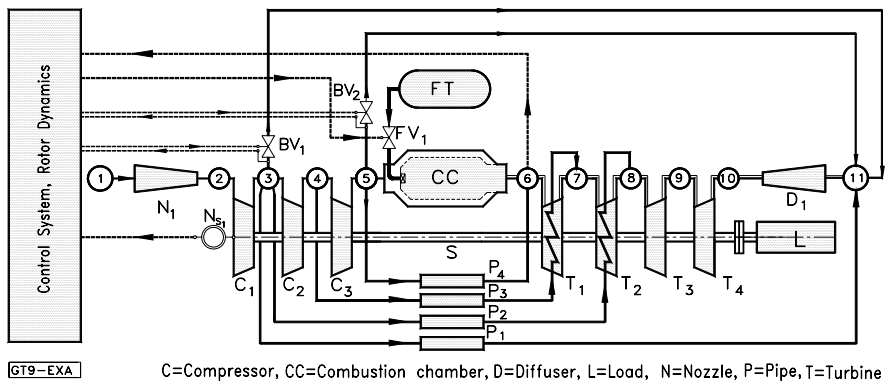 Control System, Rotor Dynamics
BV₂
FT
FV₁
BV₁
CC
1
2
3
4
5
6
7
8
9
10
11
N₁
D₁
Nₛ₁
S
L
C₁
C₂
C₃
T₁
T₂
T₃
T₄
P₄
P₃
P₂
P₁
GT9-EXA
C=Compressor, CC=Combustion chamber, D=Diffuser, L=Load, N=Nozzle, P=Pipe, T=Turbine